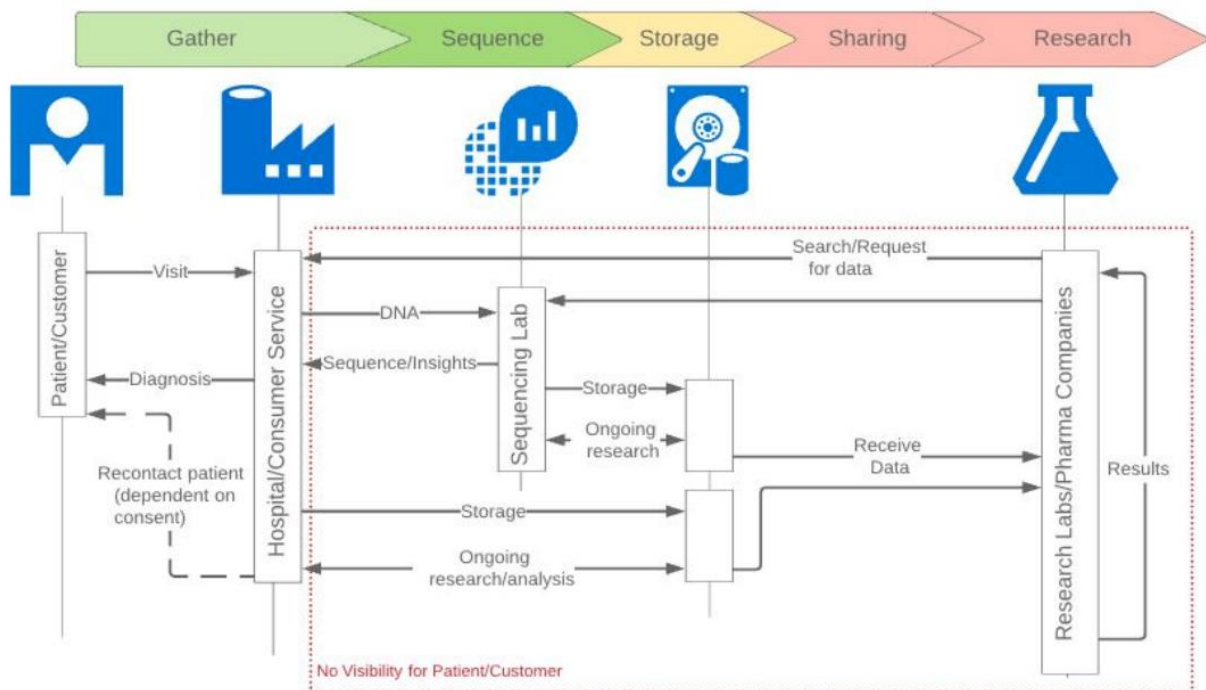 Gather
Sequence
Storage
Sharing
Research
Patient/Customer
Hospital/Consumer Service
Sequencing Lab
Research Labs/Pharma Companies
Visit
Search/Request
for data
DNA
Sequence/Insights
Diagnosis
Storage
Ongoing
research
Receive
Data
Results
Recontact patient
(dependent on
consent)
Storage
Ongoing
research/analysis
No Visibility for Patient/Customer